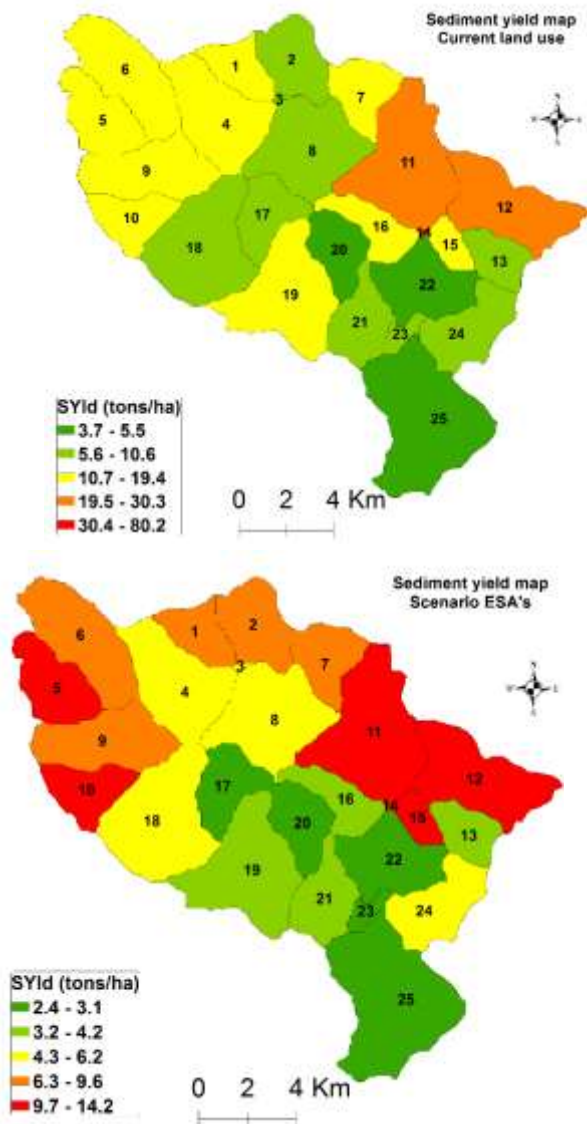 Sediment yield map
Current land use
1
2
6
7
3
5
4
8
9
11
12
10
17
16
14
15
18
20
13
22
19
21
23
24
25
N
SYld (tons/ha)
3.7 - 5.5
5.6 - 10.6
10.7 - 19.4
19.5 - 30.3
30.4 - 80.2
0 2 4 Km
Sediment yield map
Scenario ESA's
6
1
2
3
7
5
4
8
9
11
12
10
17
16
14
15
18
20
13
19
22
21
23
24
25
N
SYld (tons/ha)
2.4 - 3.1
3.2 - 4.2
4.3 - 6.2
6.3 - 9.6
9.7 - 14.2
0 2 4 Km